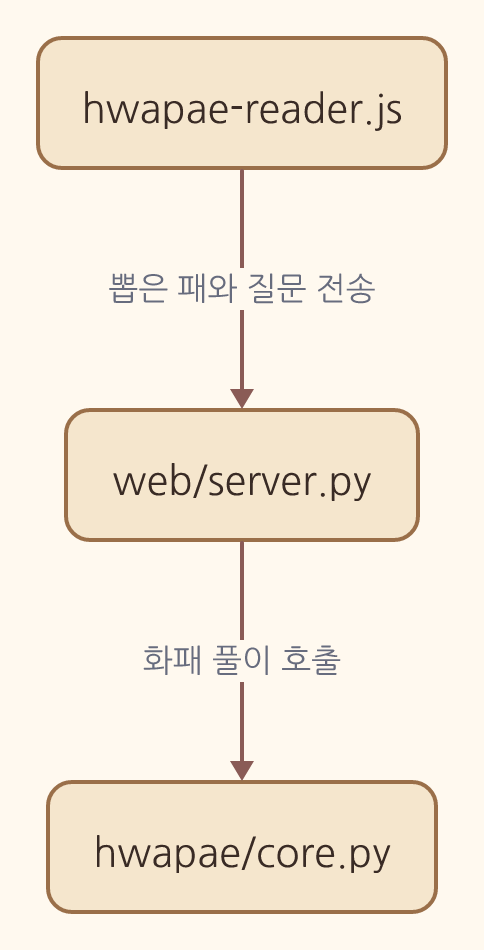 hwapae-reader.js
뽑은 패와 질문 전송
web/server.py
화패 풀이 호출
hwapae/core.py